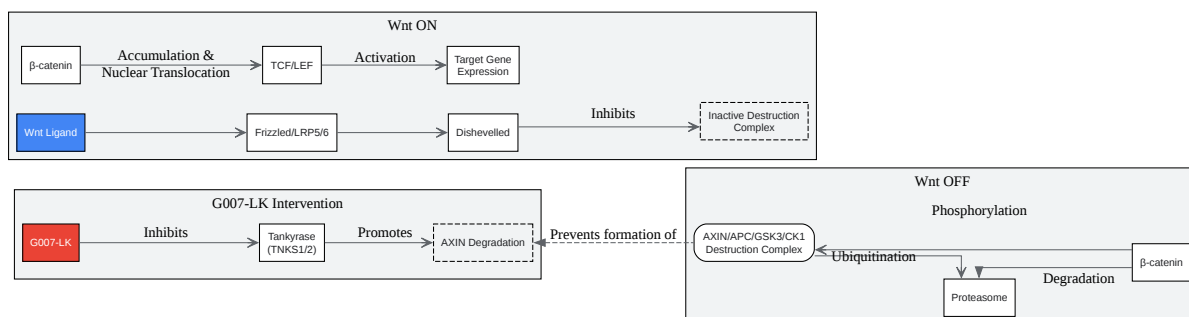 Wnt ON
Accumulation &
Nuclear Translocation
Activation
β-catenin
TCF/LEF
Target Gene
Expression
Inhibits
Wnt Ligand
Frizzled/LRP5/6
Dishevelled
Inactive Destruction
Complex
G007-LK Intervention
Inhibits
Promotes
G007-LK
Tankyrase
(TNKS1/2)
AXIN Degradation
Prevents formation of
Wnt OFF
Phosphorylation
AXIN/APC/GSK3/CK1
Destruction Complex
Ubiquitination
β-catenin
Degradation
Proteasome